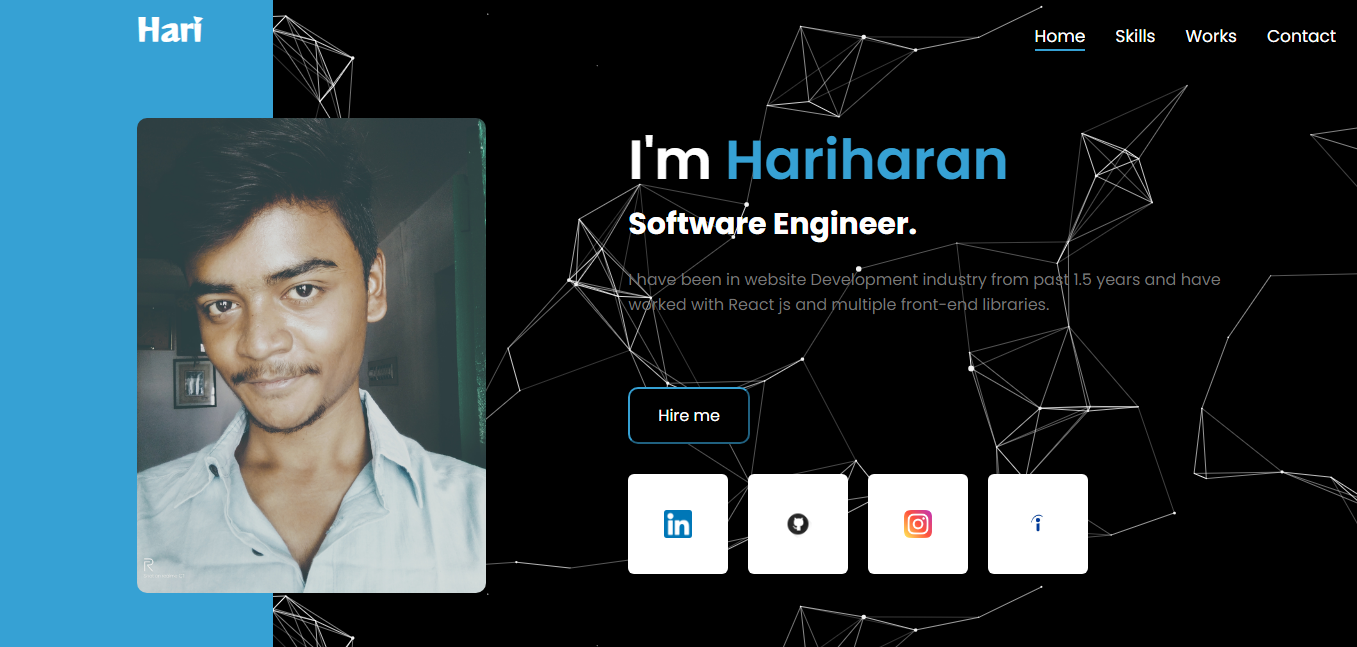 Hari
Home Skills Works Contact
I'm Hariharan
Software Engineer.
I have been in website Development industry from past 1.5 years and have
worked with React js and multiple front-end libraries.
Hire me
in